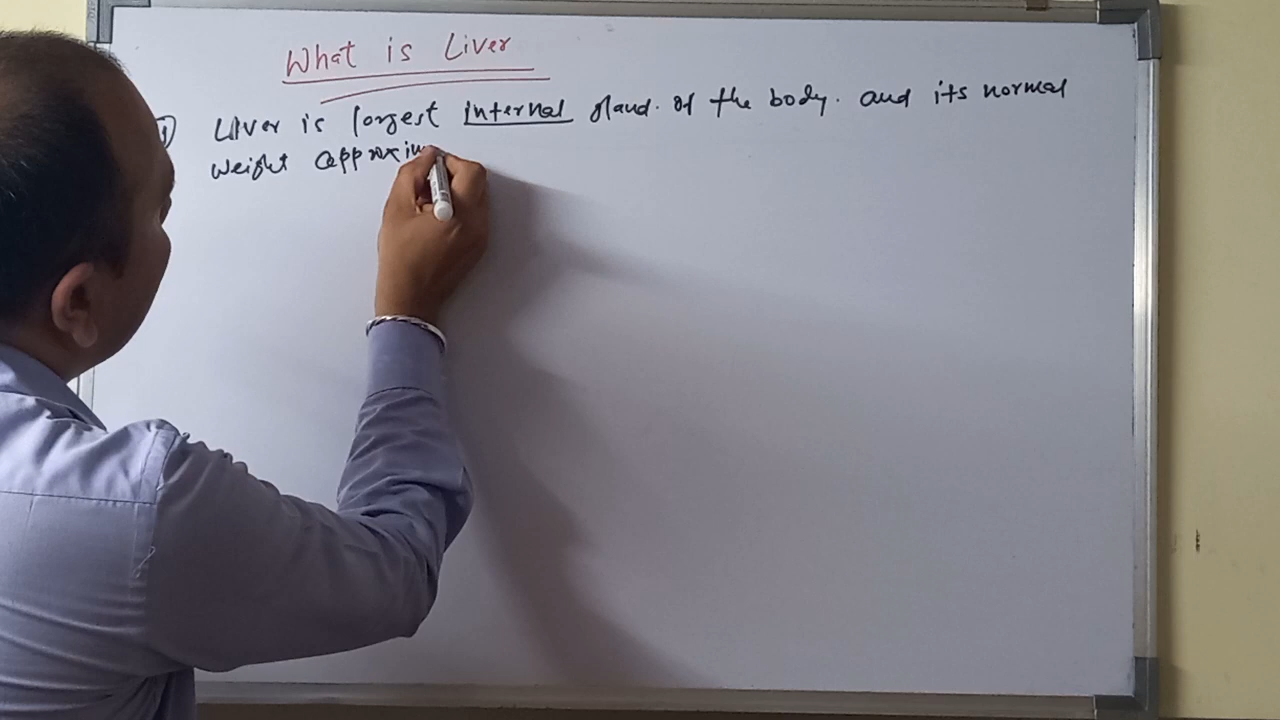 What is Liver
1) Liver is largest internal gland. of the body. and its normal
weight approxim